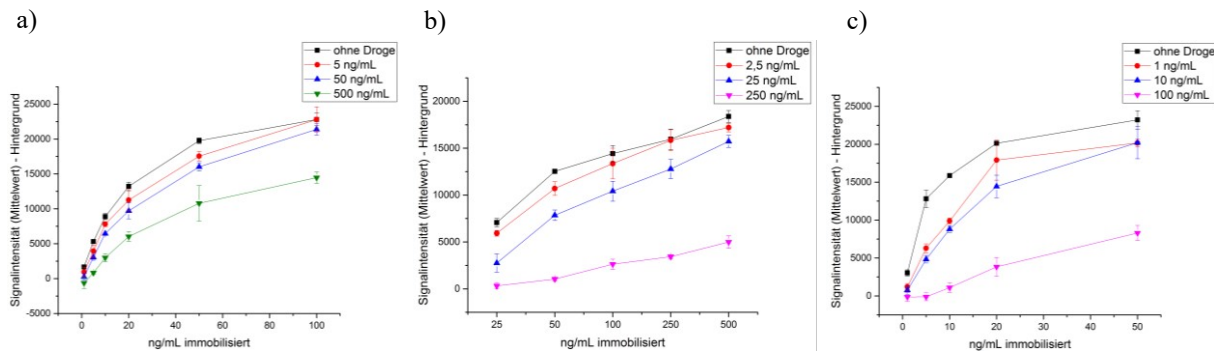 a)
ohne Droge
5 ng/mL
50 ng/mL
500 ng/mL
25000
20000
15000
10000
5000
0
-5000
0 20 40 60 80 100
Signalintensität (Mittelwert) - Hintergrund
ng/mL immobilisiert
b)
ohne Droge
2,5 ng/mL
25 ng/mL
250 ng/mL
20000
15000
10000
5000
0
25 50 100 250 500
Signalintensität (Mittelwert) - Hintergrund
ng/mL immobilisiert
c)
ohne Droge
1 ng/mL
10 ng/mL
100 ng/mL
25000
20000
15000
10000
5000
0
0 10 20 30 40 50
Signalintensität (Mittelwert) - Hintergrund
ng/mL immobilisiert